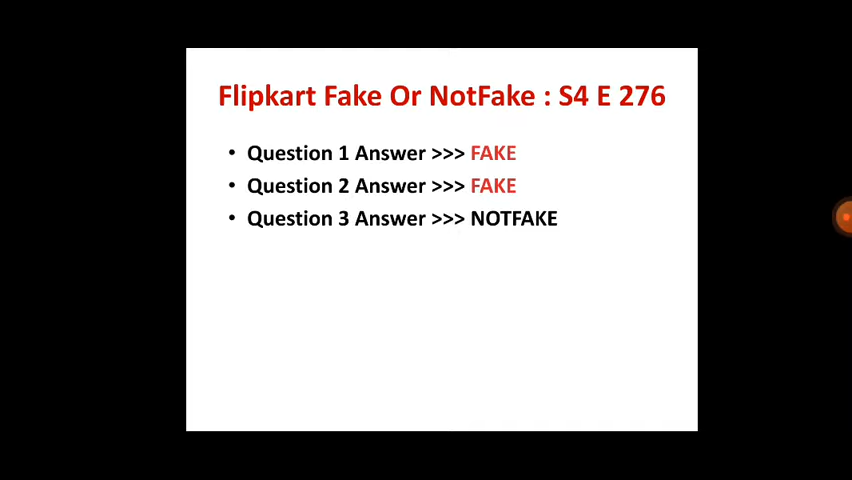 Flipkart Fake Or NotFake : S4 E 276
• Question 1 Answer >>> FAKE
• Question 2 Answer >>> FAKE
• Question 3 Answer >>> NOTFAKE